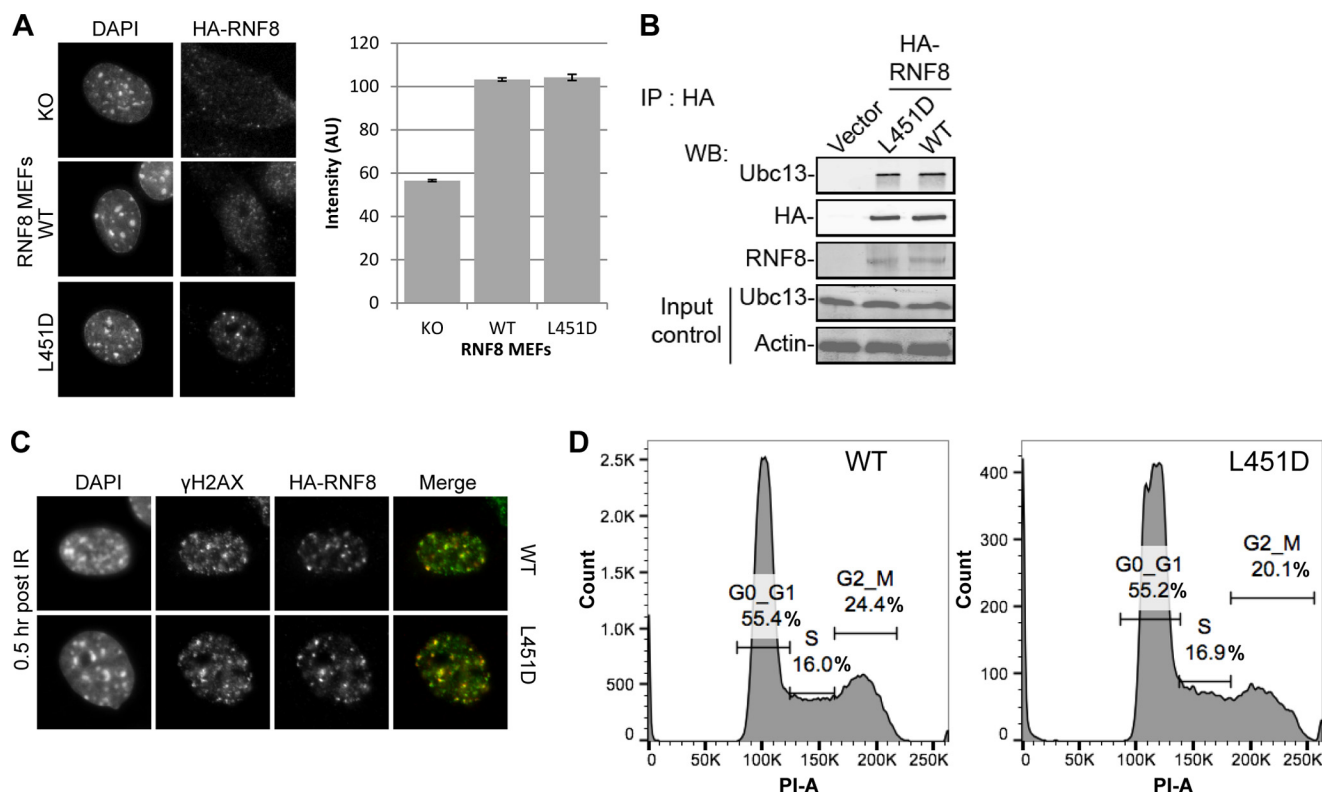 A
DAPI
HA-RNF8
KO
WT
L451D
RNF8 MEFs
Intensity (AU)
120
100
80
60
40
20
0
KO
WT
L451D
RNF8 MEFs
B
HA-
RNF8
IP : HA
Vector
L451D
WT
WB:
Ubc13-
HA-
RNF8-
Ubc13-
Actin-
Input
control
C
DAPI
γH2AX
HA-RNF8
Merge
0.5 hr post IR
WT
L451D
D
WT
Count
2.5K
2.0K
1.5K
1.0K
500
0
G0_G1
55.4%
S
16.0%
G2_M
24.4%
0
50K
100K
150K
200K
250K
PI-A
L451D
Count
400
300
200
100
0
G0_G1
55.2%
S
16.9%
G2_M
20.1%
0
50K
100K
150K
200K
250K
PI-A